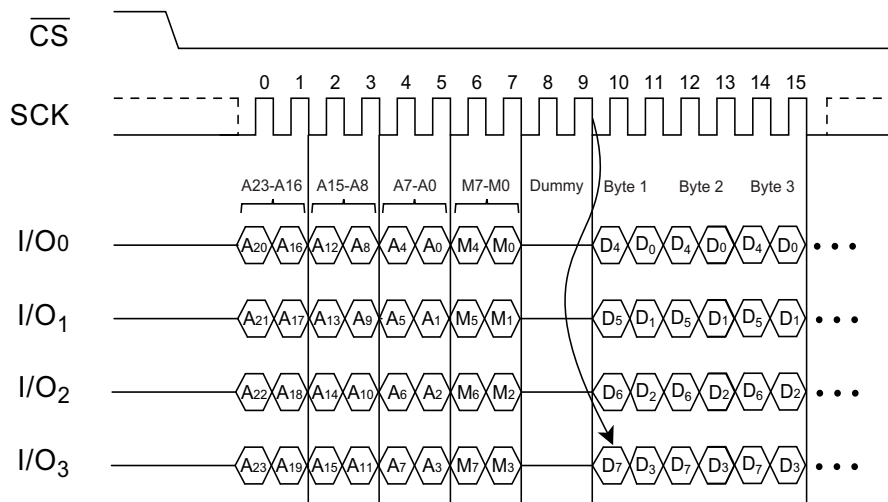 CS
0 1 2 3 4 5 6 7 8 9 10 11 12 13 14 15
SCK
A23-A16 A15-A8 A7-A0 M7-M0 Dummy Byte 1 Byte 2 Byte 3
I/O0 A20 A16 A12 A8 A4 A0 M4 M0 D4 D0 D4 D0 D4 D0 • • •
I/O1 A21 A17 A13 A9 A5 A1 M5 M1 D5 D1 D5 D1 D5 D1 • • •
I/O2 A22 A18 A14 A10 A6 A2 M6 M2 D6 D2 D6 D2 D6 D2 • • •
I/O3 A23 A19 A15 A11 A7 A3 M7 M3 D7 D3 D7 D3 D7 D3 • • •